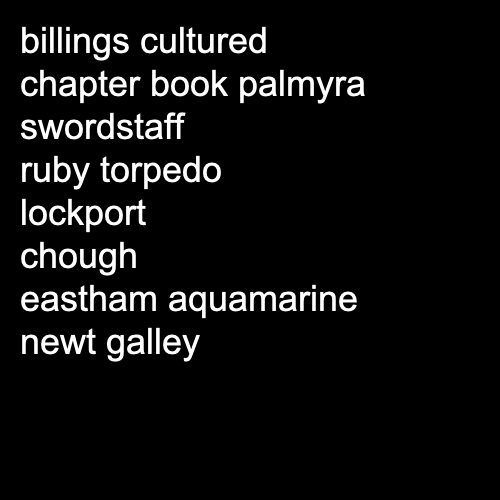 billings cultured
chapter book palmyra
swordstaff
ruby torpedo
lockport
chough
eastham aquamarine
newt galley